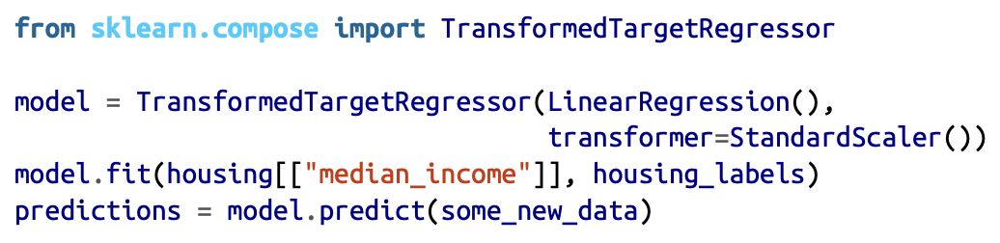 from sklearn.compose import TransformedTargetRegressor
model = TransformedTargetRegressor(LinearRegression(),
transformer=StandardScaler())
model.fit(housing[["median_income"]], housing_labels)
predictions = model.predict(some_new_data)